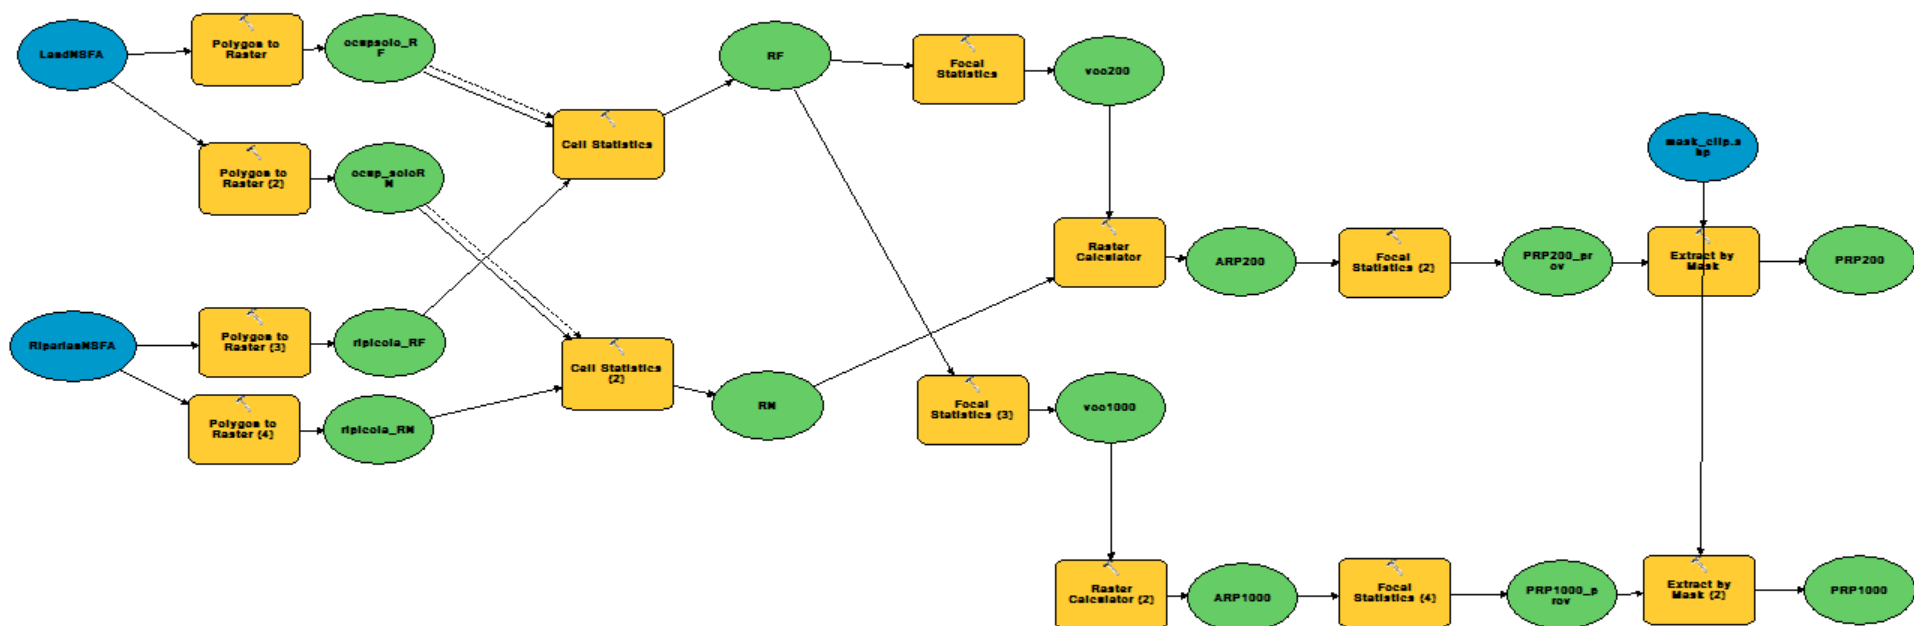 LandNSFA
Polygon to
Raster
ocupsolo_R
F
RF
Focal
Statistics
voo200
Cell Statistics
mask_clip.s
hp
Polygon to
Raster (2)
ocup_soloR
N
Raster
Calculator
ARP200
Focal
Statistics (2)
PRP200_pr
ov
Extract by
Mask
PRP200
RiparianNSFA
Polygon to
Raster (3)
ripicola_RF
Cell Statistics
(2)
RN
Focal
Statistics (3)
voo1000
Polygon to
Raster (4)
ripicola_RN
Raster
Calculator (2)
ARP1000
Focal
Statistics (4)
PRP1000_p
rov
Extract by
Mask (2)
PRP1000